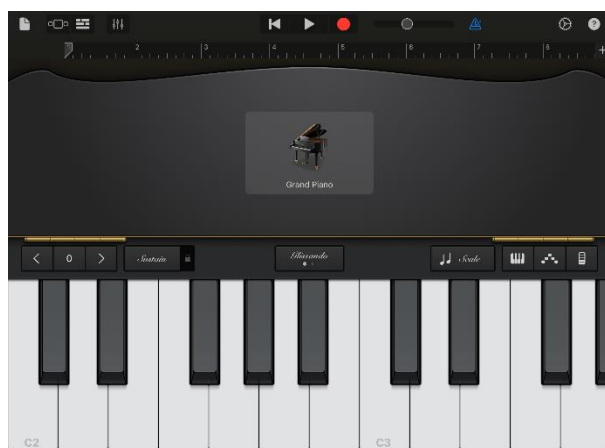 ?
2 3 4 5 6 7 8 +
Grand Piano
0 Sustain Glissando Scale
C2 C3